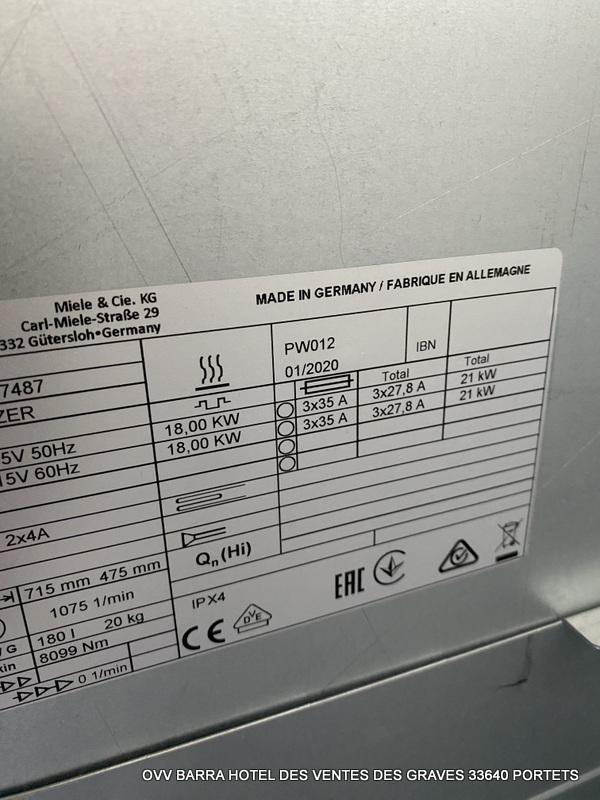 Miele & Cie. KG
Carl-Miele-Straße 29
332 Gütersloh•Germany
MADE IN GERMANY / FABRIQUE EN ALLEMAGNE
7487
ZER
5V 50Hz
15V 60Hz
2x4A
715 mm 475 mm
1075 1/min
180 l 20 kg
8099 Nm
0 1/min
18,00 KW
18,00 KW
Qn (Hi)
PW012
01/2020
IBN
Total
Total
3x35 A 3x27,8 A 21 kW
3x35 A 3x27,8 A 21 kW
IPX4
CE
DVE
EAC
OVV BARRA HOTEL DES VENTES DES GRAVES 33640 PORTETS